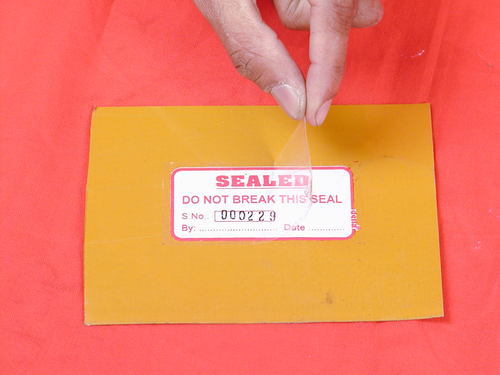 SEALED
DO NOT BREAK THIS SEAL
S.No. 000229
By: .......................... Date ............